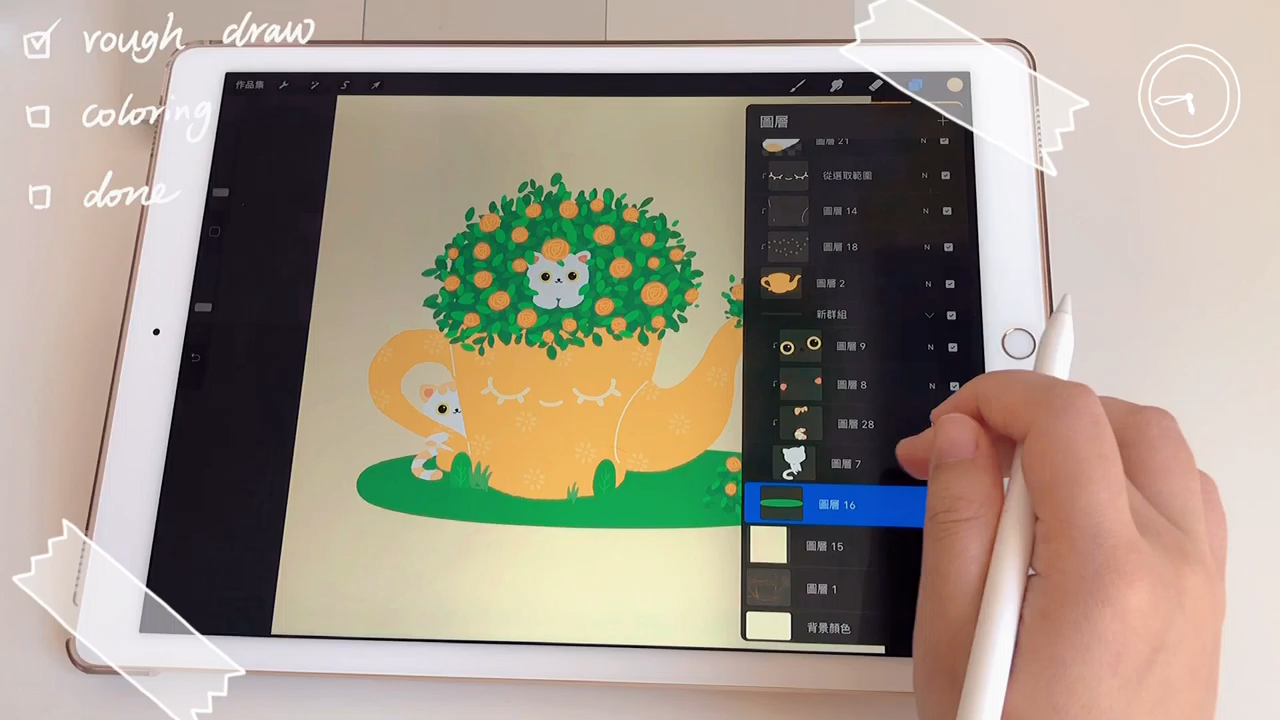 rough draw
coloring
done
作品集
圖層
圖層 21 N
從選取範圍 N
圖層 14 N
圖層 18 N
圖層 2 N
新群組
圖層 9 N
圖層 8 N
圖層 28
圖層 7
圖層 16
圖層 15
圖層 1
背景顏色